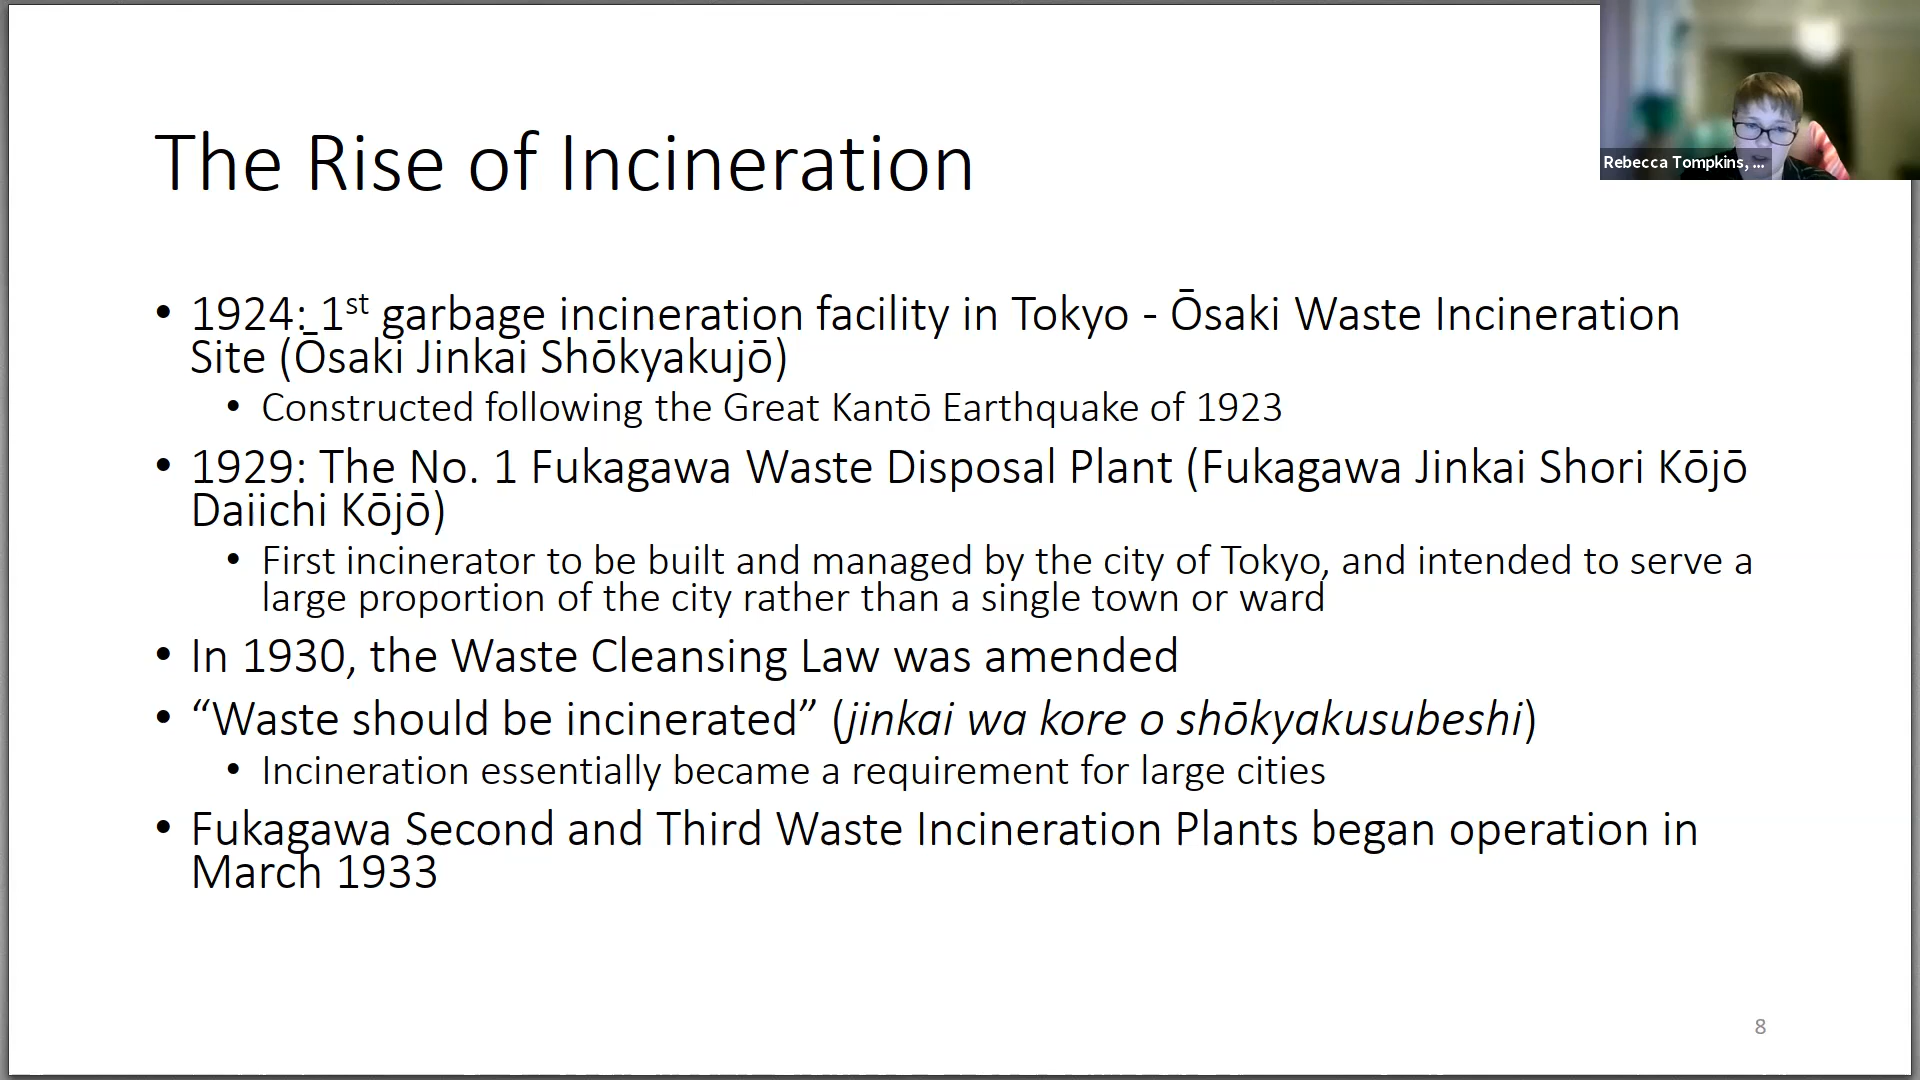 The Rise of Incineration
Rebecca Tompkins, ...
• 1924: 1st garbage incineration facility in Tokyo - Ōsaki Waste Incineration
Site (Ōsaki Jinkai Shōkyakujō)
• Constructed following the Great Kantō Earthquake of 1923
• 1929: The No. 1 Fukagawa Waste Disposal Plant (Fukagawa Jinkai Shori Kōjō
Daiichi Kōjō)
• First incinerator to be built and managed by the city of Tokyo, and intended to serve a
large proportion of the city rather than a single town or ward
• In 1930, the Waste Cleansing Law was amended
• “Waste should be incinerated” (jinkai wa kore o shōkyakusubeshi)
• Incineration essentially became a requirement for large cities
• Fukagawa Second and Third Waste Incineration Plants began operation in
March 1933
8